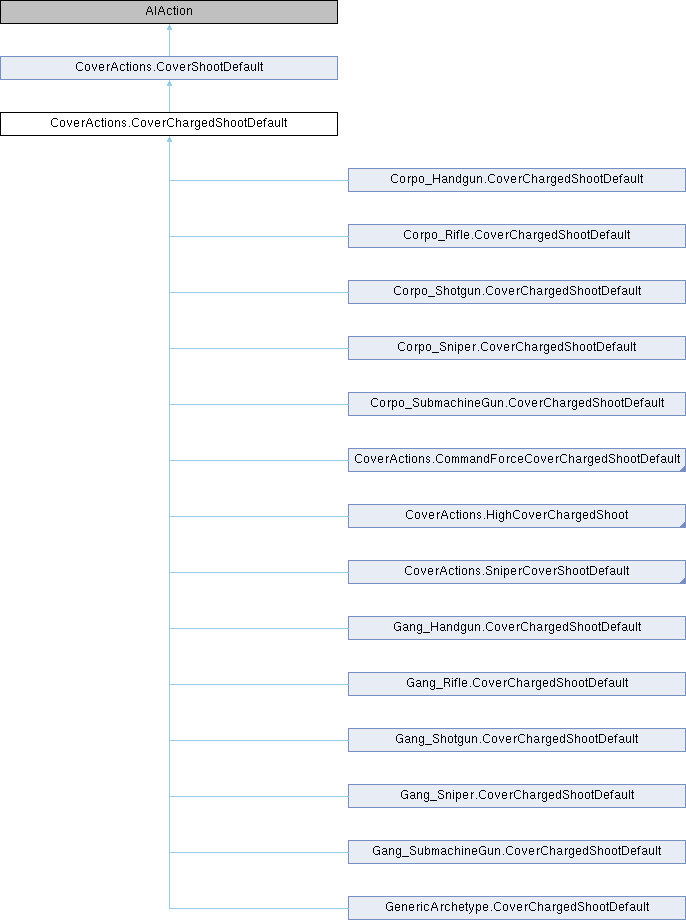 AIAction
CoverActions.CoverShootDefault
CoverActions.CoverChargedShootDefault
Corpo_Handgun.CoverChargedShootDefault
Corpo_Rifle.CoverChargedShootDefault
Corpo_Shotgun.CoverChargedShootDefault
Corpo_Sniper.CoverChargedShootDefault
Corpo_SubmachineGun.CoverChargedShootDefault
CoverActions.CommandForceCoverChargedShootDefault
CoverActions.HighCoverChargedShoot
CoverActions.SniperCoverShootDefault
Gang_Handgun.CoverChargedShootDefault
Gang_Rifle.CoverChargedShootDefault
Gang_Shotgun.CoverChargedShootDefault
Gang_Sniper.CoverChargedShootDefault
Gang_SubmachineGun.CoverChargedShootDefault
GenericArchetype.CoverChargedShootDefault